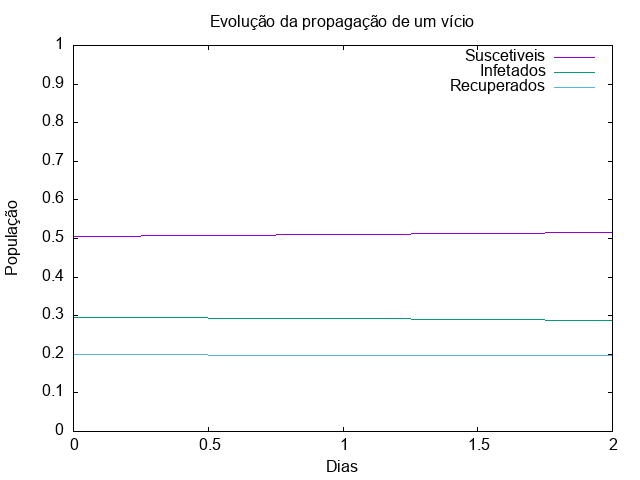 Evolução da propagação de um vício
Suscetiveis
Infetados
Recuperados
População
1
0.9
0.8
0.7
0.6
0.5
0.4
0.3
0.2
0.1
0
0 0.5 1 1.5 2
Dias